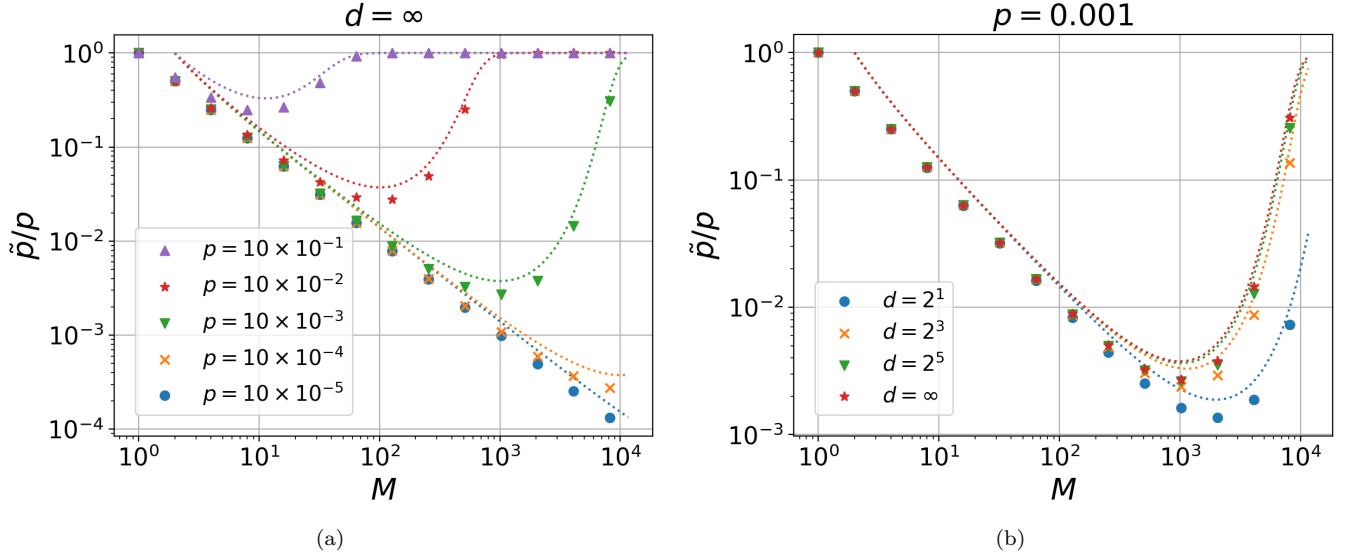 d = ∞
10⁰
10⁻¹
10⁻²
10⁻³
10⁻⁴
p̃/p
p = 10 × 10⁻¹
p = 10 × 10⁻²
p = 10 × 10⁻³
p = 10 × 10⁻⁴
p = 10 × 10⁻⁵
10⁰ 10¹ 10² 10³ 10⁴
M
(a)
p = 0.001
10⁰
10⁻¹
10⁻²
10⁻³
p̃/p
d = 2¹
d = 2³
d = 2⁵
d = ∞
10⁰ 10¹ 10² 10³ 10⁴
M
(b)